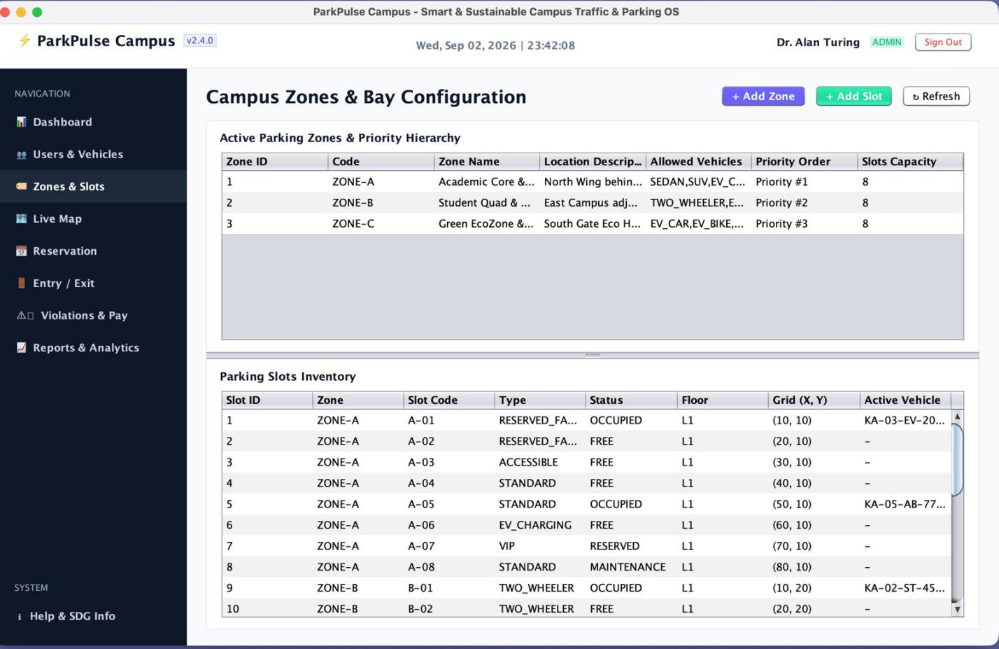 ParkPulse Campus - Smart & Sustainable Campus Traffic & Parking OS
⚡ ParkPulse Campus v2.4.0
Wed, Sep 02, 2026 | 23:42:08
Dr. Alan Turing ADMIN Sign Out
NAVIGATION
Dashboard
Users & Vehicles
Zones & Slots
Live Map
Reservation
Entry / Exit
Violations & Pay
Reports & Analytics
SYSTEM
i Help & SDG Info
Campus Zones & Bay Configuration
+ Add Zone + Add Slot ↻ Refresh
Active Parking Zones & Priority Hierarchy
Zone ID Code Zone Name Location Descrip... Allowed Vehicles Priority Order Slots Capacity
1 ZONE-A Academic Core &... North Wing behin... SEDAN,SUV,EV_C... Priority #1 8
2 ZONE-B Student Quad & ... East Campus adj... TWO_WHEELER,E... Priority #2 8
3 ZONE-C Green EcoZone &... South Gate Eco H... EV_CAR,EV_BIKE,... Priority #3 8
Parking Slots Inventory
Slot ID Zone Slot Code Type Status Floor Grid (X, Y) Active Vehicle
1 ZONE-A A-01 RESERVED_FA... OCCUPIED L1 (10, 10) KA-03-EV-20...
2 ZONE-A A-02 RESERVED_FA... FREE L1 (20, 10) -
3 ZONE-A A-03 ACCESSIBLE FREE L1 (30, 10) -
4 ZONE-A A-04 STANDARD FREE L1 (40, 10) -
5 ZONE-A A-05 STANDARD OCCUPIED L1 (50, 10) KA-05-AB-77...
6 ZONE-A A-06 EV_CHARGING FREE L1 (60, 10) -
7 ZONE-A A-07 VIP RESERVED L1 (70, 10) -
8 ZONE-A A-08 STANDARD MAINTENANCE L1 (80, 10) -
9 ZONE-B B-01 TWO_WHEELER OCCUPIED L1 (10, 20) KA-02-ST-45...
10 ZONE-B B-02 TWO_WHEELER FREE L1 (20, 20) -